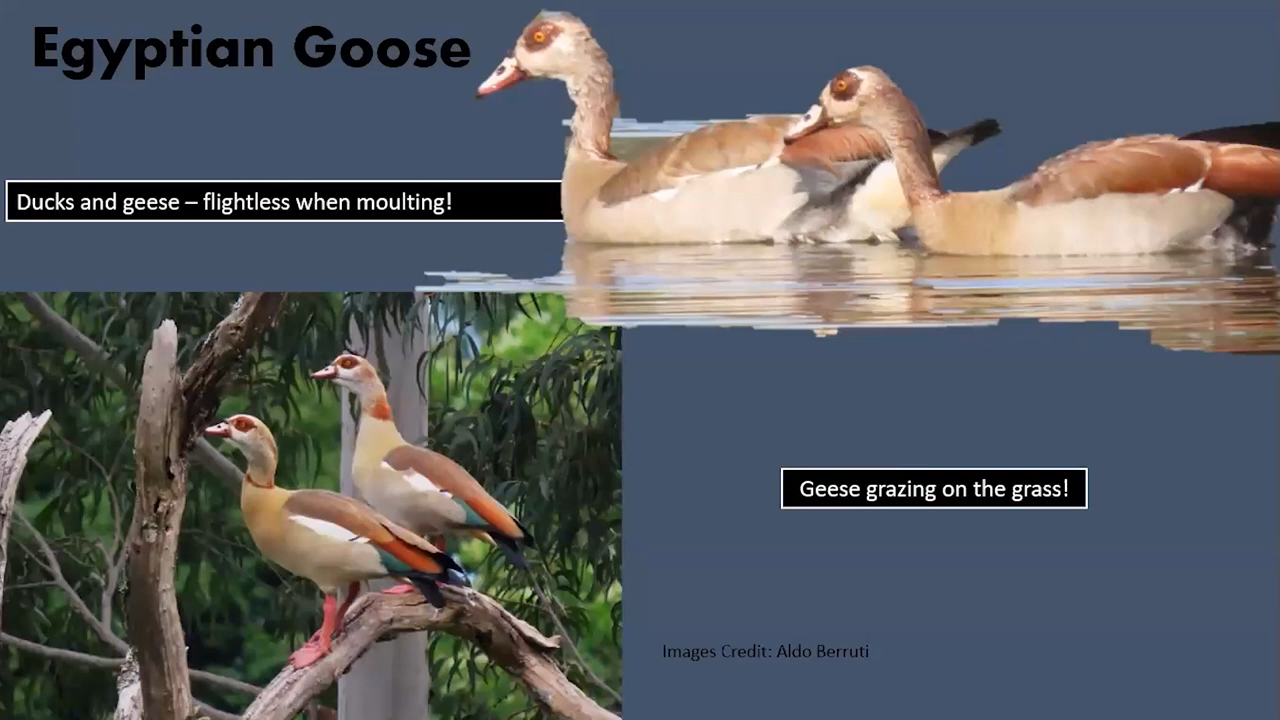 Egyptian Goose
Ducks and geese – flightless when moulting!
Geese grazing on the grass!
Images Credit: Aldo Berruti